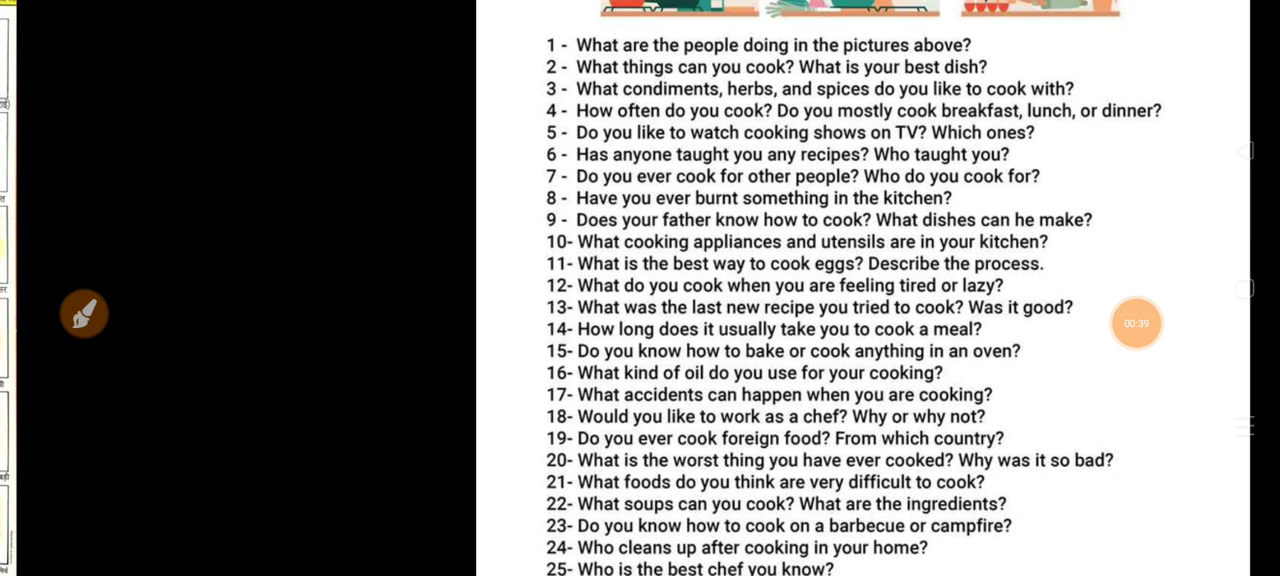 1 - What are the people doing in the pictures above?
2 - What things can you cook? What is your best dish?
3 - What condiments, herbs, and spices do you like to cook with?
4 - How often do you cook? Do you mostly cook breakfast, lunch, or dinner?
5 - Do you like to watch cooking shows on TV? Which ones?
6 - Has anyone taught you any recipes? Who taught you?
7 - Do you ever cook for other people? Who do you cook for?
8 - Have you ever burnt something in the kitchen?
9 - Does your father know how to cook? What dishes can he make?
10- What cooking appliances and utensils are in your kitchen?
11- What is the best way to cook eggs? Describe the process.
12- What do you cook when you are feeling tired or lazy?
13- What was the last new recipe you tried to cook? Was it good?
00:39
14- How long does it usually take you to cook a meal?
15- Do you know how to bake or cook anything in an oven?
16- What kind of oil do you use for your cooking?
17- What accidents can happen when you are cooking?
18- Would you like to work as a chef? Why or why not?
19- Do you ever cook foreign food? From which country?
20- What is the worst thing you have ever cooked? Why was it so bad?
21- What foods do you think are very difficult to cook?
22- What soups can you cook? What are the ingredients?
23- Do you know how to cook on a barbecue or campfire?
24- Who cleans up after cooking in your home?
25- Who is the best chef you know?